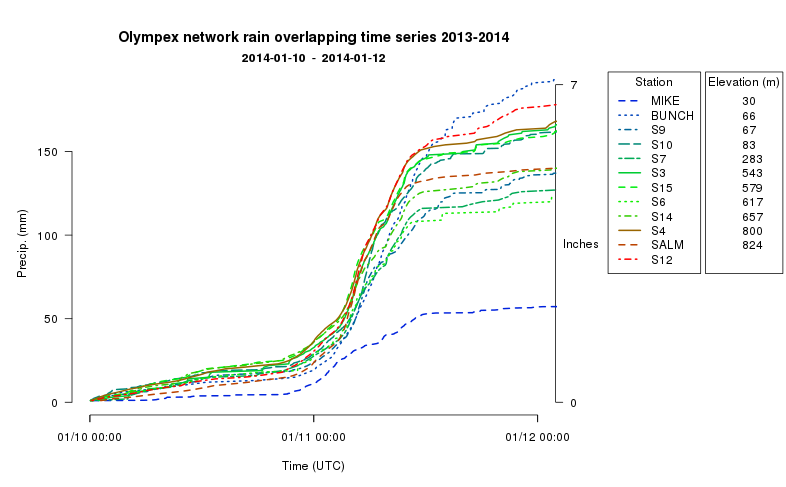 Olympex network rain overlapping time series 2013-2014
2014-01-10 - 2014-01-12
Precip. (mm)
150
100
50
0
7
Inches
0
01/10 00:00 01/11 00:00 01/12 00:00
Time (UTC)
Station Elevation (m)
MIKE 30
BUNCH 66
S9 67
S10 83
S7 283
S3 543
S15 579
S6 617
S14 657
S4 800
SALM 824
S12